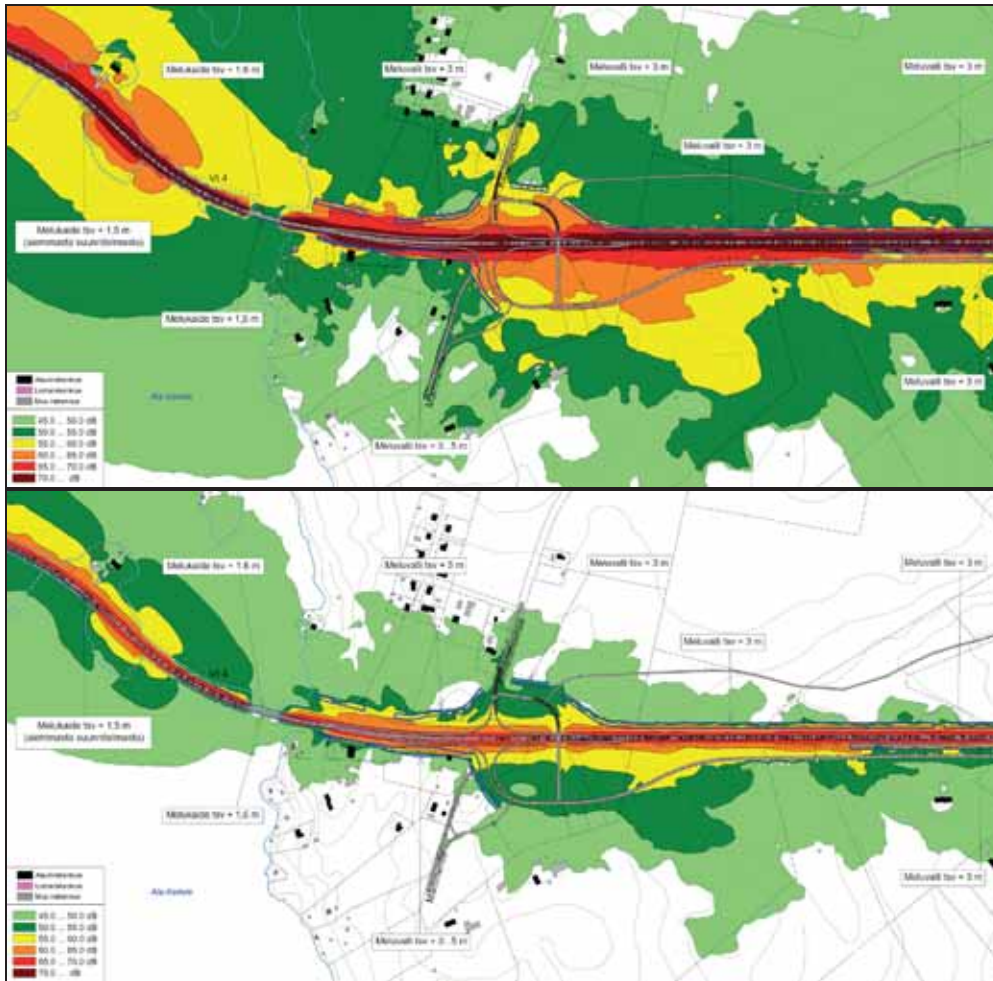 Melukaide tsv = 1.6 m
Meluvalli tsv = 3 m
Meluvalli tsv = 3 m
Meluvalli tsv = 3 m
Meluvalli tsv = 3 m
Vt 4
Melukaide tsv = 1,5 m
(aiemmasta suunnitelmasta)
Melukaide tsv = 1,6 m
Meluvalli tsv = 3 m
Meluvalli tsv = 3...5 m
Asuinrakennus
Lomarakennus
Muu rakennus
45.0 ... 50.0 dB
50.0 ... 55.0 dB
55.0 ... 60.0 dB
60.0 ... 65.0 dB
65.0 ... 70.0 dB
70.0 ... dB
Melukaide tsv = 1.6 m
Meluvalli tsv = 3 m
Meluvalli tsv = 3 m
Meluvalli tsv = 3 m
Meluvalli tsv = 3 m
Vt 4
Melukaide tsv = 1,5 m
(aiemmasta suunnitelmasta)
Melukaide tsv = 1,6 m
Meluvalli tsv = 3 m
Meluvalli tsv = 3...5 m
Asuinrakennus
Lomarakennus
Muu rakennus
45.0 ... 50.0 dB
50.0 ... 55.0 dB
55.0 ... 60.0 dB
60.0 ... 65.0 dB
65.0 ... 70.0 dB
70.0 ... dB